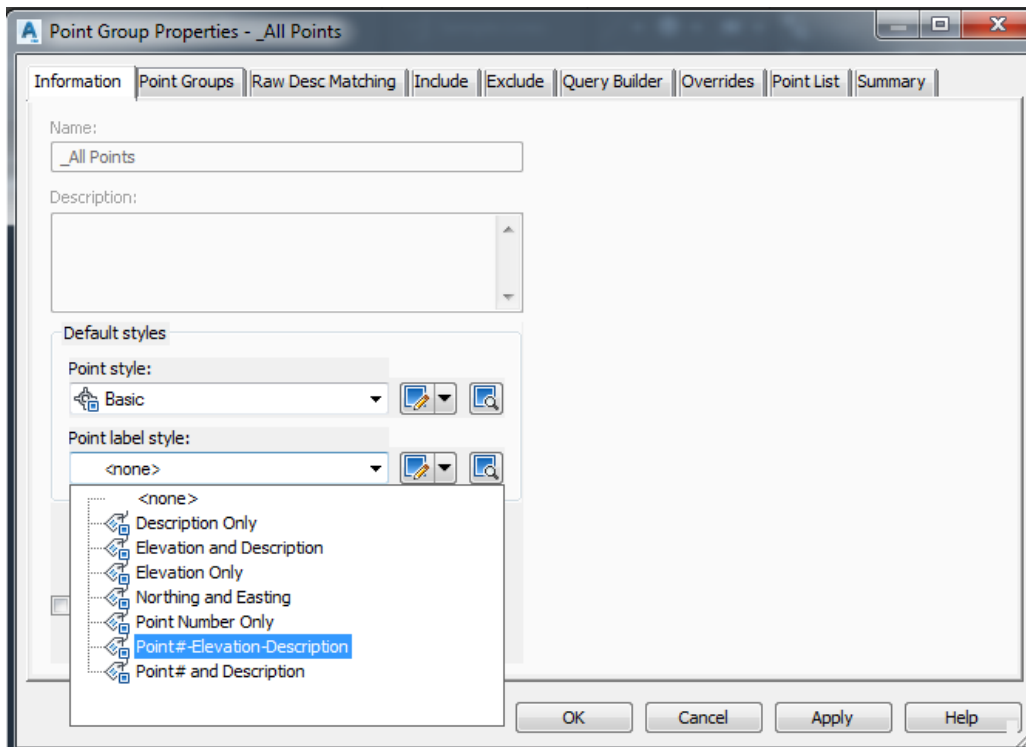 Point Group Properties - _All Points
Information Point Groups Raw Desc Matching Include Exclude Query Builder Overrides Point List Summary
Name:
_All Points
Description:
Default styles
Point style:
Basic
Point label style:
<none>
<none>
Description Only
Elevation and Description
Elevation Only
Northing and Easting
Point Number Only
Point#-Elevation-Description
Point# and Description
OK Cancel Apply Help